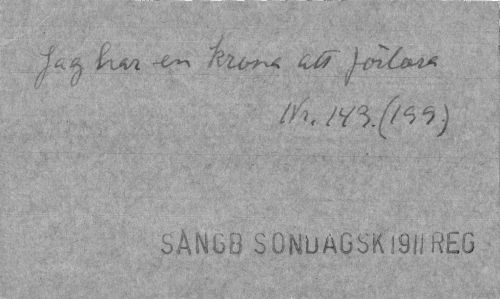 Jag har en krona att förlora
Nr. 143. (199.)
SÅNGB SÖNDAGSK 1911 REG